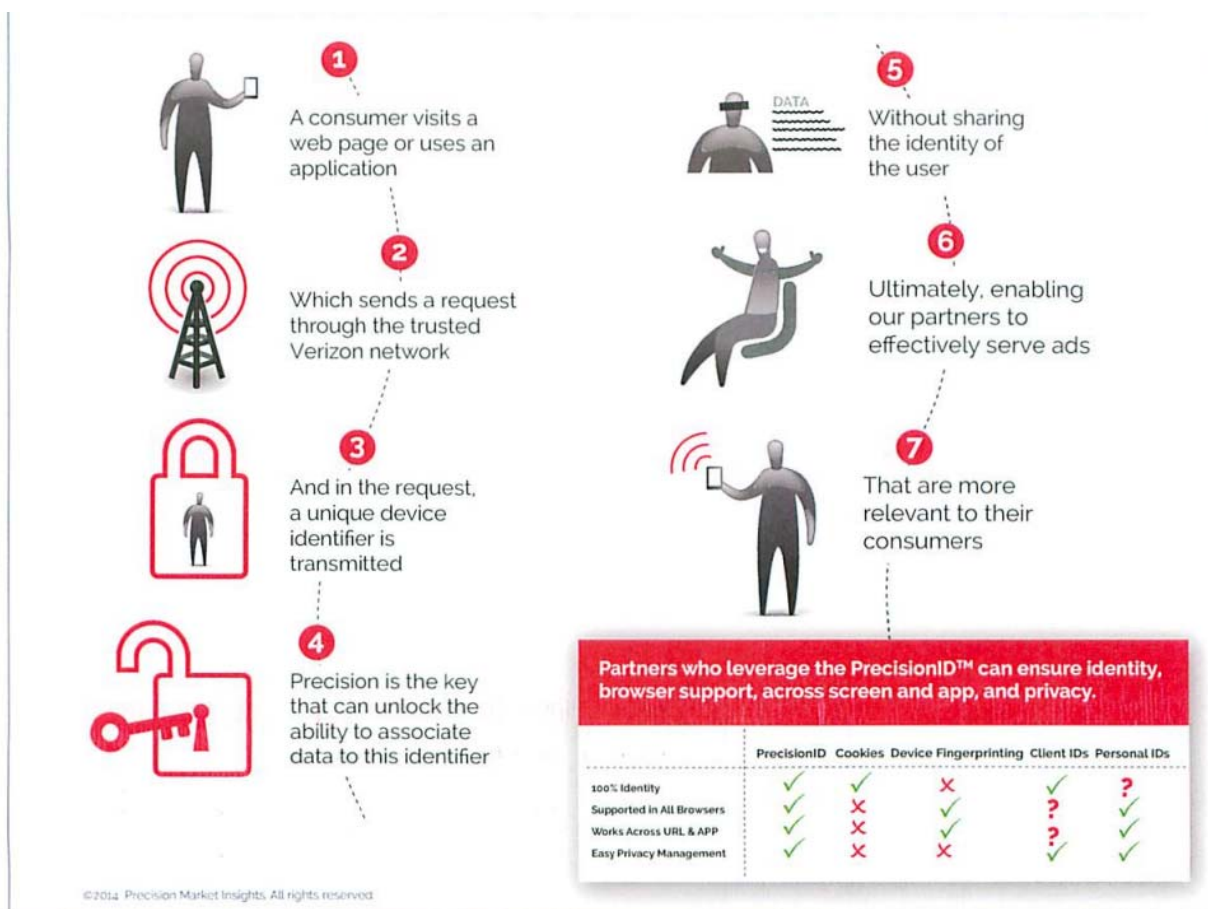 1
A consumer visits a
web page or uses an
application
2
Which sends a request
through the trusted
Verizon network
3
And in the request,
a unique device
identifier is
transmitted
4
Precision is the key
that can unlock the
ability to associate
data to this identifier
5
DATA
Without sharing
the identity of
the user
6
Ultimately, enabling
our partners to
effectively serve ads
7
That are more
relevant to their
consumers
Partners who leverage the PrecisionID™ can ensure identity,
browser support, across screen and app, and privacy.
PrecisionID Cookies Device Fingerprinting Client IDs Personal IDs
100% Identity ✓ ✓ X ✓ ?
Supported in All Browsers ✓ X ✓ ? ✓
Works Across URL & APP ✓ X ✓ ? ✓
Easy Privacy Management ✓ X X ✓ ✓
©2014 Precision Market Insights. All rights reserved.